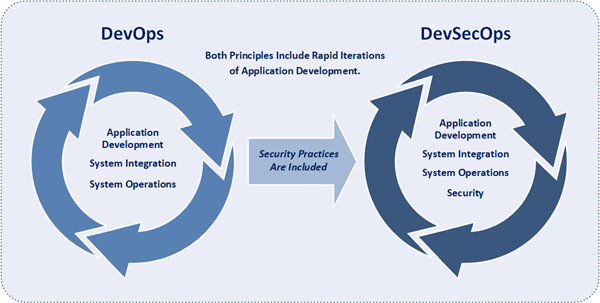 DevOps
DevSecOps
Both Principles Include Rapid Iterations
of Application Development.
Application
Development
System Integration
System Operations
Security Practices
Are Included
Application
Development
System Integration
System Operations
Security